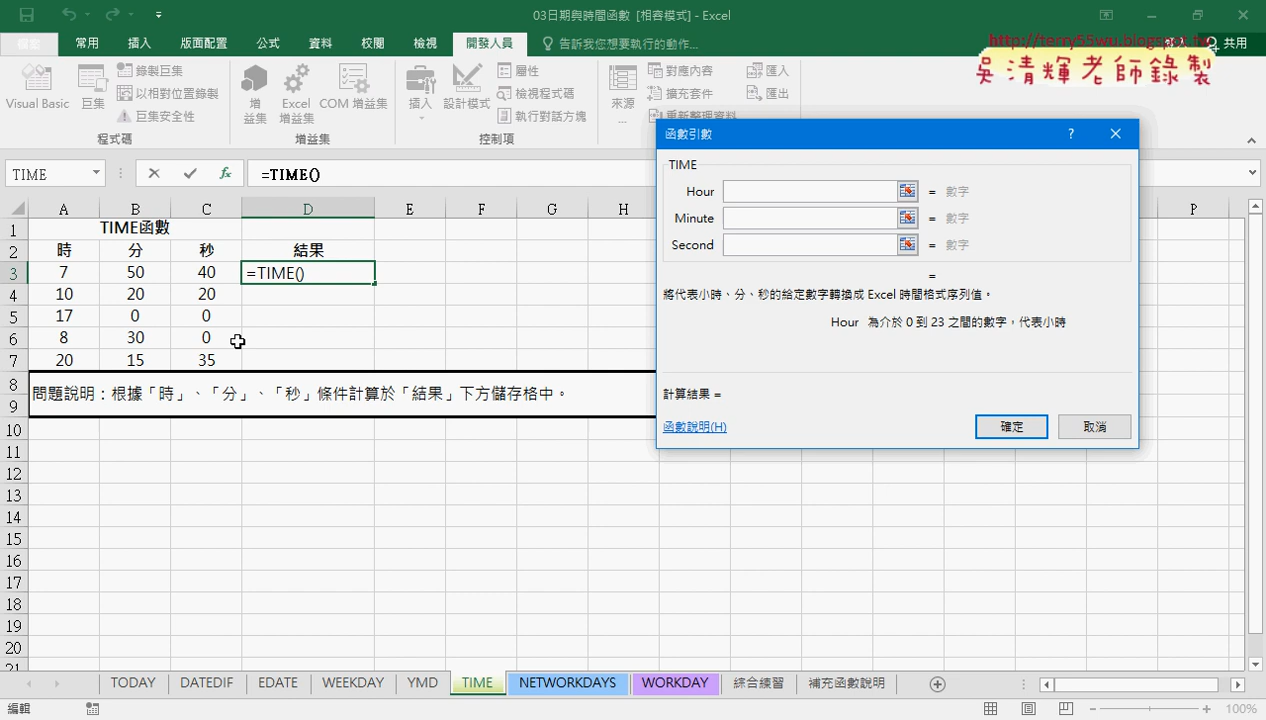 03日期與時間函數 [相容模式] - Excel
http://terry55wu.blogspot.tw
吳清輝老師錄製
檔案 常用 插入 版面配置 公式 資料 校閱 檢視 開發人員 告訴我您想要執行的動作... 共用
Visual Basic 巨集 錄製巨集 以相對位置錄製 巨集安全性
程式碼
增益集 Excel 增益集 COM 增益集
增益集
插入 設計模式 屬性 檢視程式碼 執行對話方塊
控制項
來源 ... 對應內容 擴充套件 重新整理資料 匯入 匯出
TIME =TIME()
A B C D E F G H P
1 TIME函數
2 時 分 秒 結果
3 7 50 40 =TIME()
4 10 20 20
5 17 0 0
6 8 30 0
7 20 15 35
8 問題說明：根據「時」、「分」、「秒」條件計算於「結果」下方儲存格中。
9
10
11
12
13
14
15
16
17
18
19
20
21
函數引數 ?
TIME
Hour = 數字
Minute = 數字
Second = 數字
=
將代表小時、分、秒的給定數字轉換成 Excel 時間格式序列值。
Hour 為介於 0 到 23 之間的數字，代表小時
計算結果 =
函數說明(H) 確定 取消
TODAY DATEDIF EDATE WEEKDAY YMD TIME NETWORKDAYS WORKDAY 綜合練習 補充函數說明
編輯 100%